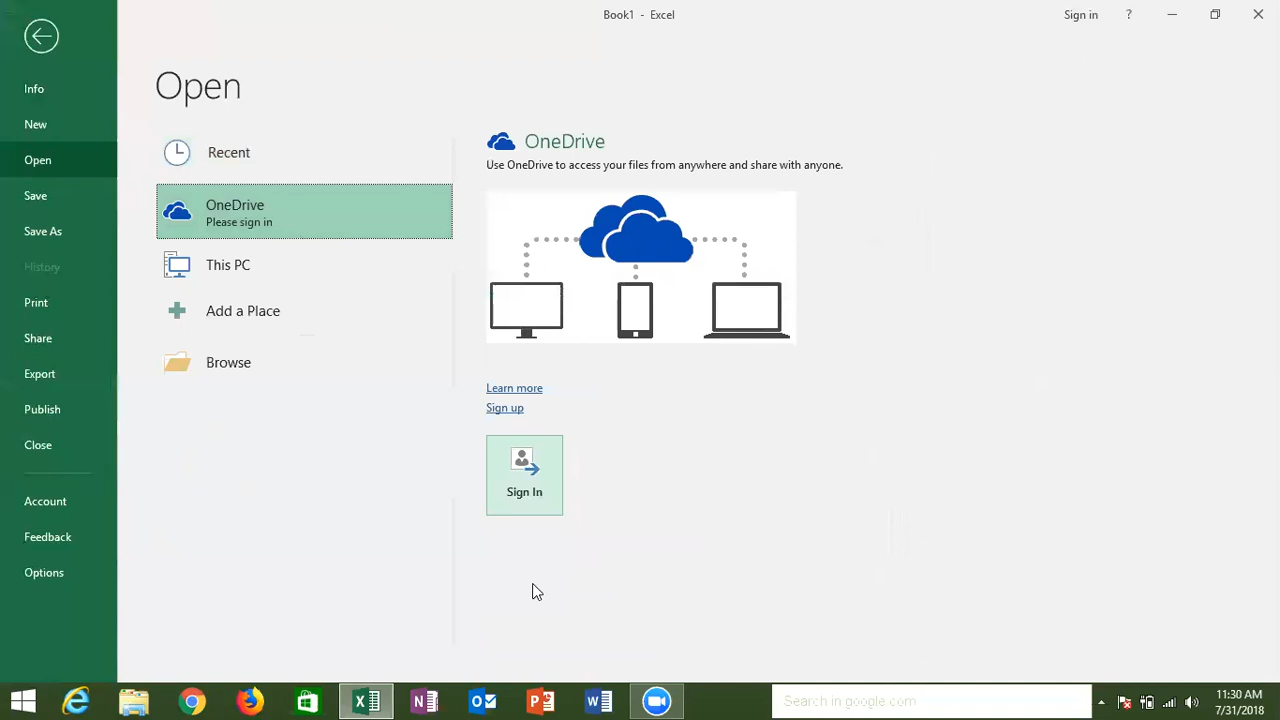 Book1 - Excel
Sign in
?
Info
New
Open
Save
Save As
History
Print
Share
Export
Publish
Close
Account
Feedback
Options
Open
Recent
OneDrive
Please sign in
This PC
Add a Place
Browse
OneDrive
Use OneDrive to access your files from anywhere and share with anyone.
Learn more
Sign up
Sign In
Search in google.com
11:30 AM
7/31/2018